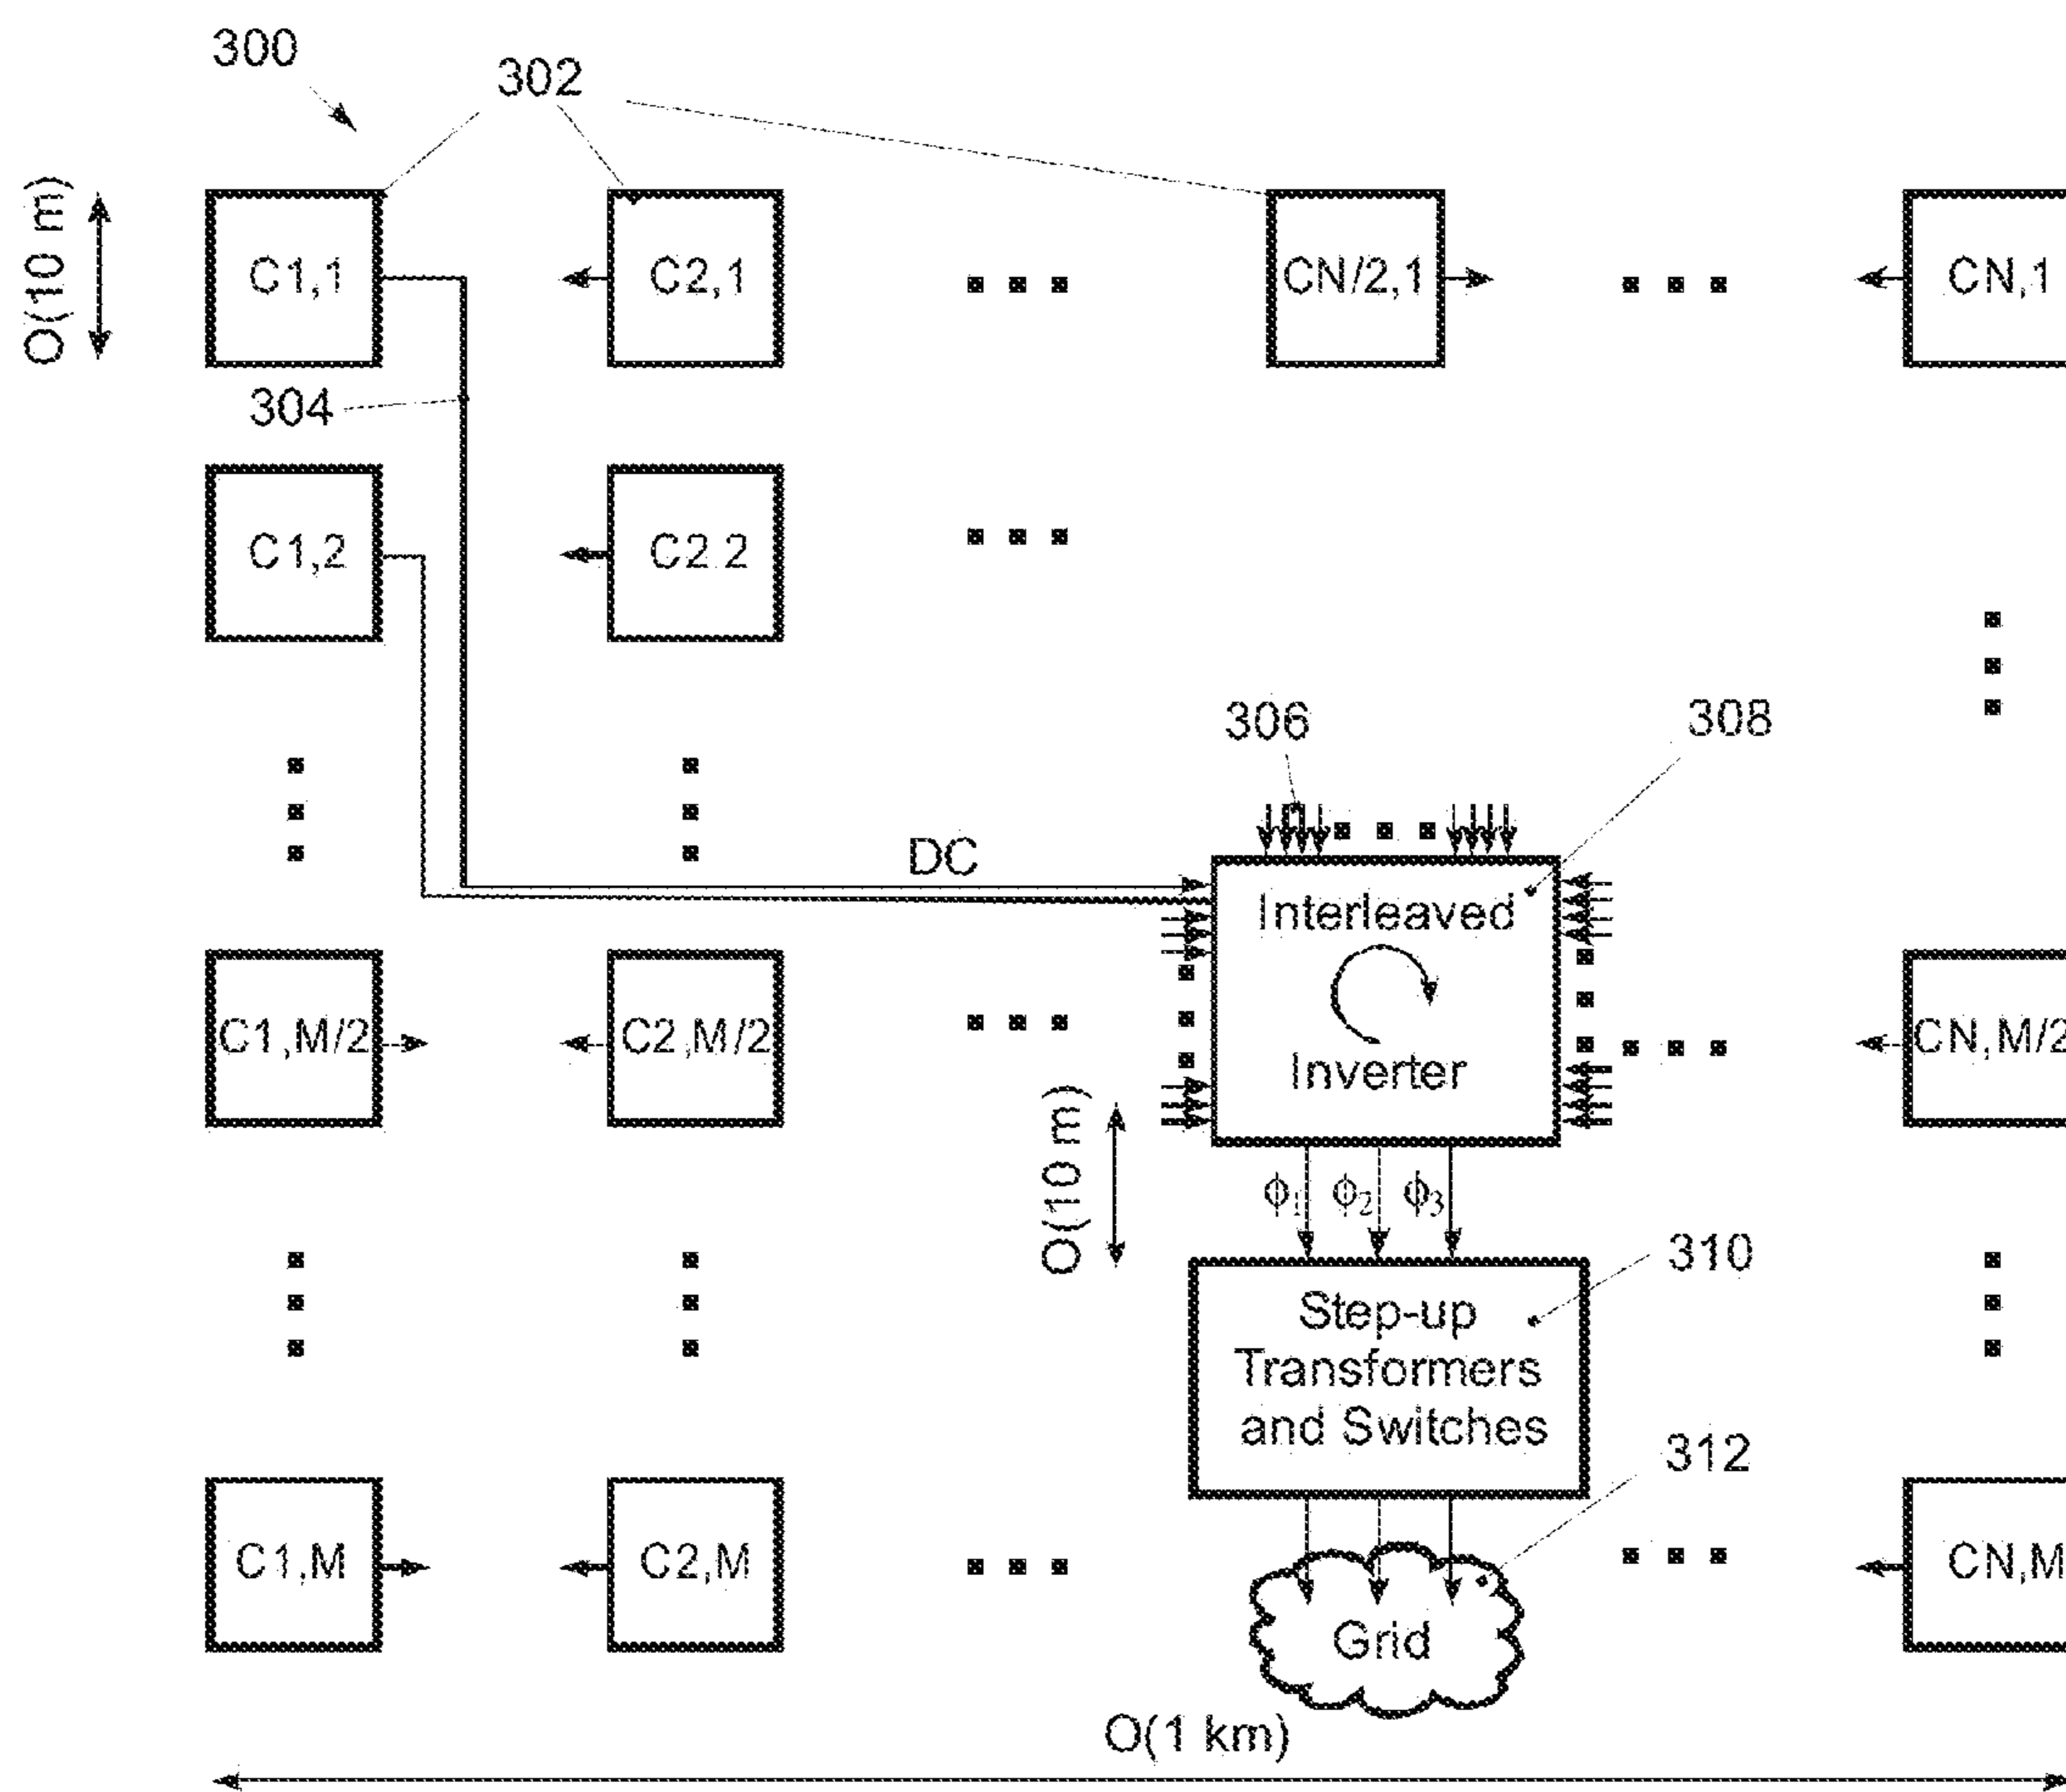 300
302
O(10 m)
C1,1
C2,1
CN/2,1
CN,1
304
C1,2
C2.2
306
308
DC
Interleaved
Inverter
C1,M/2
C2,M/2
CN,M/2
O(10 m)
ϕ1 ϕ2 ϕ3
310
Step-up
Transformers
and Switches
312
C1,M
C2,M
CN,M
Grid
O(1 km)